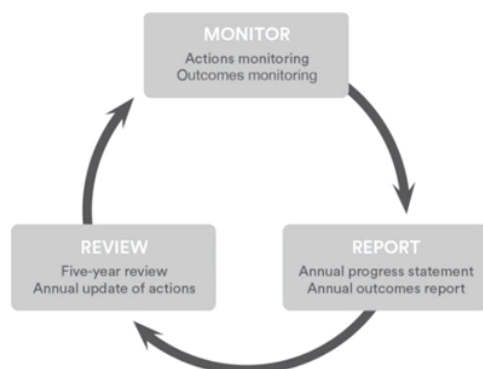 MONITOR
Actions monitoring
Outcomes monitoring
REVIEW
Five-year review
Annual update of actions
REPORT
Annual progress statement
Annual outcomes report